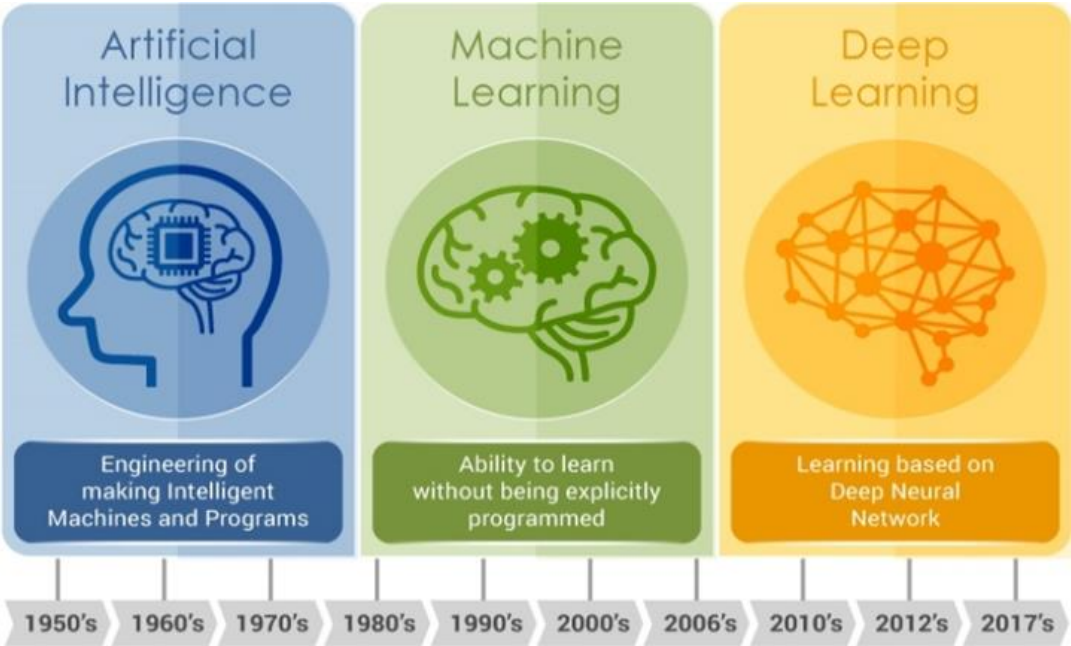 Artificial
Intelligence
Machine
Learning
Deep
Learning
Engineering of
making Intelligent
Machines and Programs
Ability to learn
without being explicitly
programmed
Learning based on
Deep Neural
Network
1950's 1960's 1970's 1980's 1990's 2000's 2006's 2010's 2012's 2017's